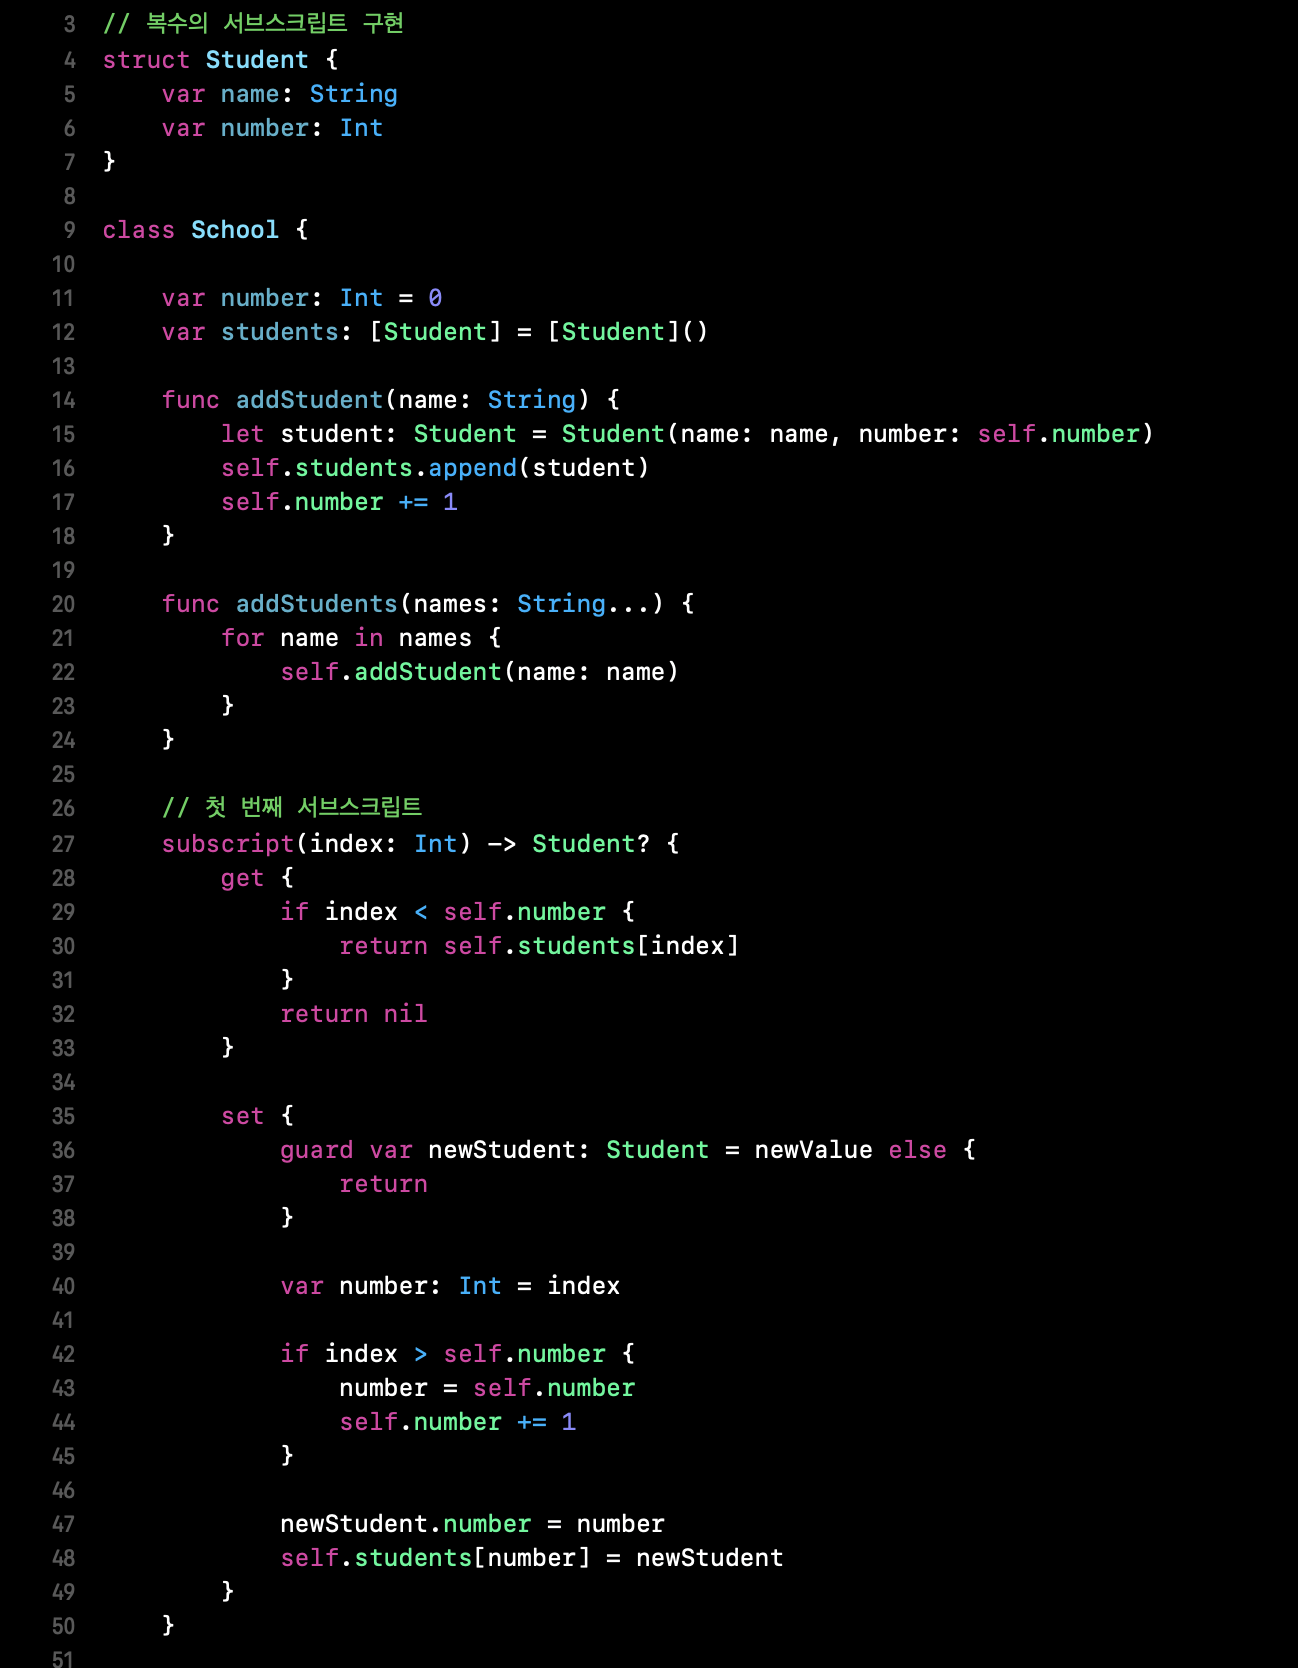 3 // 복수의 서브스크립트 구현
4 struct Student {
5     var name: String
6     var number: Int
7 }
8
9 class School {
10
11     var number: Int = 0
12     var students: [Student] = [Student]()
13
14     func addStudent(name: String) {
15         let student: Student = Student(name: name, number: self.number)
16         self.students.append(student)
17         self.number += 1
18     }
19
20     func addStudents(names: String...) {
21         for name in names {
22             self.addStudent(name: name)
23         }
24     }
25
26     // 첫 번째 서브스크립트
27     subscript(index: Int) -> Student? {
28         get {
29             if index < self.number {
30                 return self.students[index]
31             }
32             return nil
33         }
34
35         set {
36             guard var newStudent: Student = newValue else {
37                 return
38             }
39
40             var number: Int = index
41
42             if index > self.number {
43                 number = self.number
44                 self.number += 1
45             }
46
47             newStudent.number = number
48             self.students[number] = newStudent
49         }
50     }
51